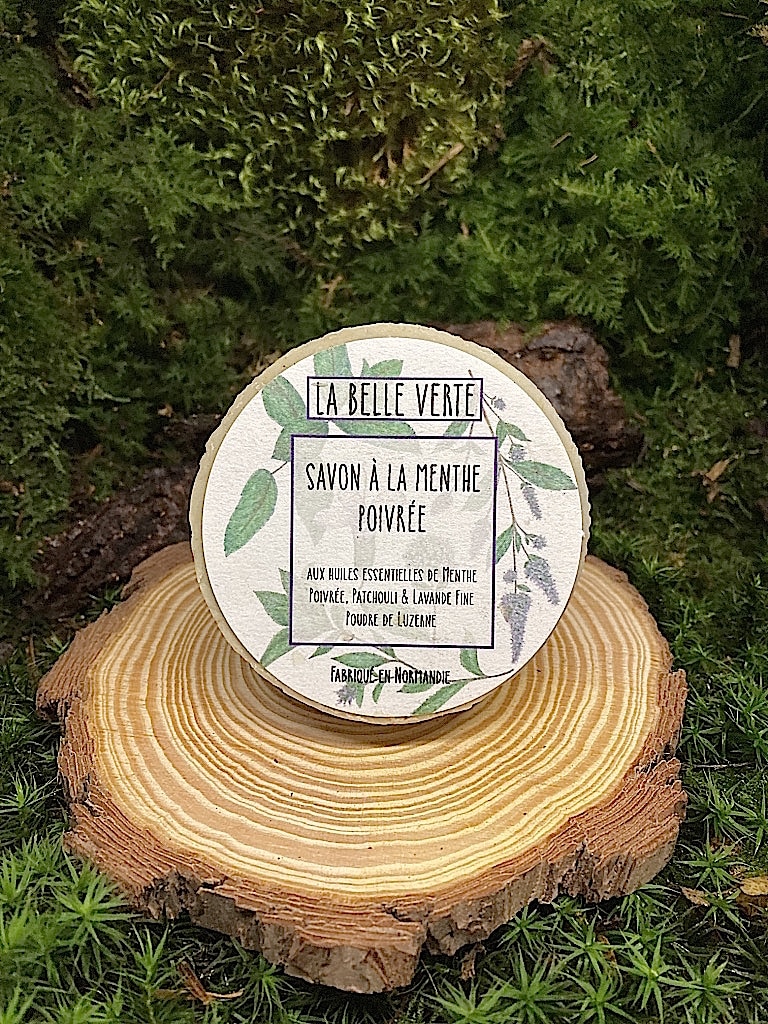 LA BELLE VERTE
SAVON À LA MENTHE
POIVRÉE
AUX HUILES ESSENTIELLES DE MENTHE
POIVRÉE, PATCHOULI & LAVANDE FINE
POUDRE DE LUZERNE
FABRIQUÉ EN NORMANDIE